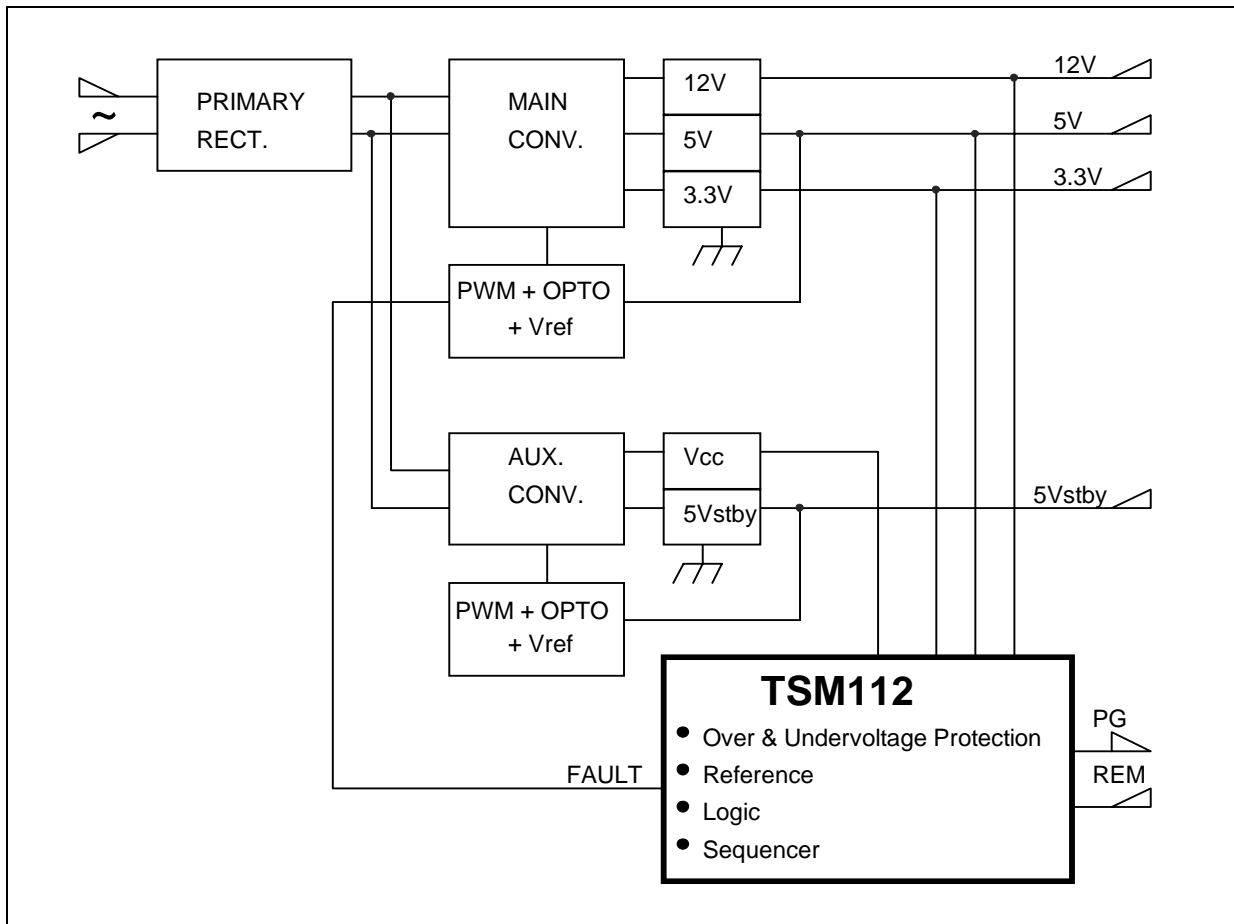 PRIMARY
RECT.
~
MAIN
CONV.
12V
5V
3.3V
12V
5V
3.3V
PWM + OPTO
+ Vref
AUX.
CONV.
Vcc
5Vstby
5Vstby
PWM + OPTO
+ Vref
TSM112
• Over & Undervoltage Protection
• Reference
• Logic
• Sequencer
FAULT
PG
REM